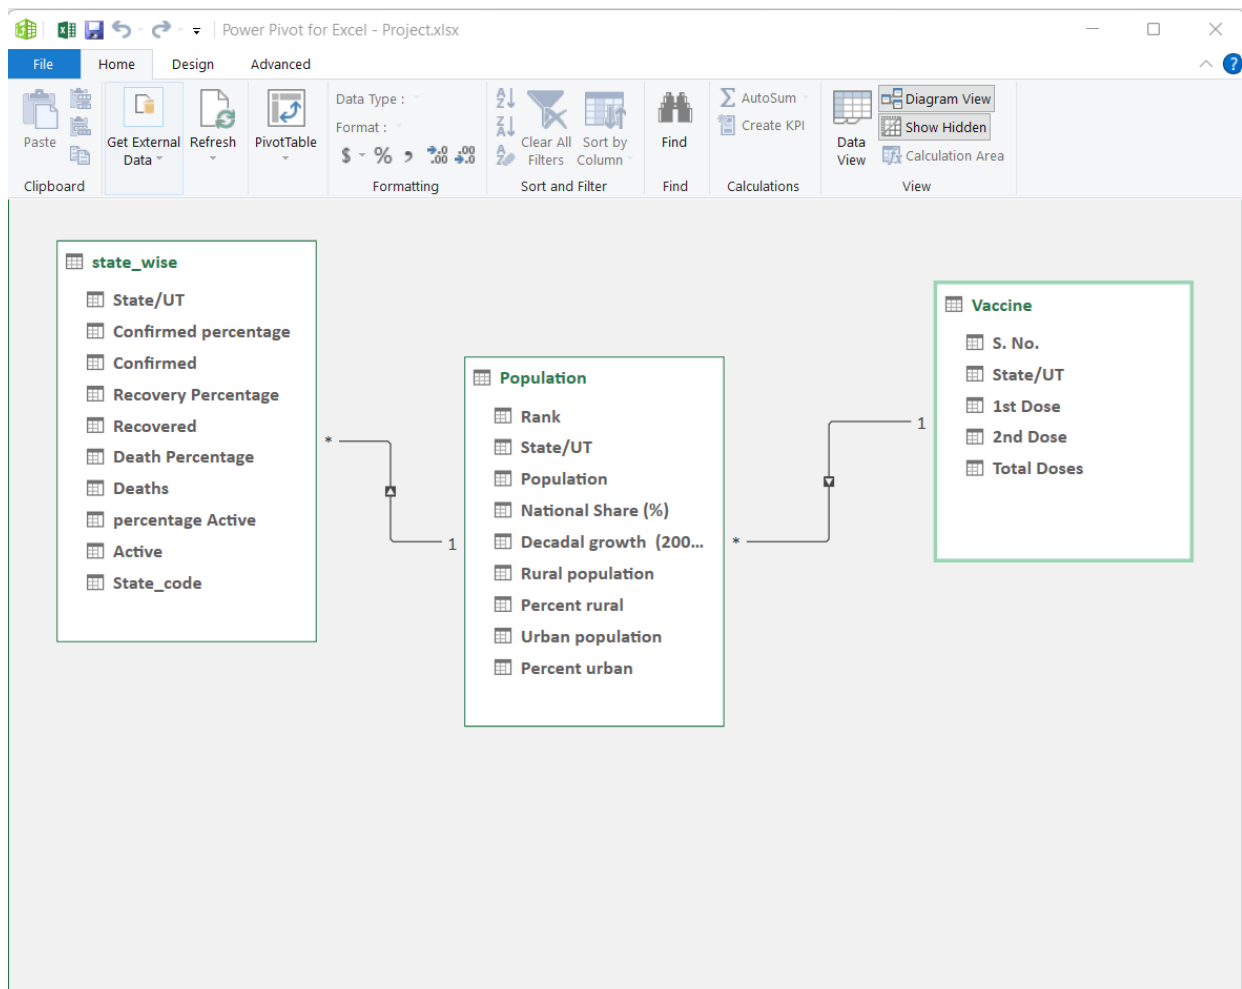 Power Pivot for Excel - Project.xlsx
File Home Design Advanced
?
Paste
Clipboard
Get External
Data
Refresh
PivotTable
Data Type :
Format :
$ - % , .0 .00 .00 .0
Formatting
A Z
Z A
Clear All
Filters
Sort by
Column
Sort and Filter
Find
Find
AutoSum
Create KPI
Calculations
Data
View
Diagram View
Show Hidden
Calculation Area
View
state_wise
State/UT
Confirmed percentage
Confirmed
Recovery Percentage
Recovered
Death Percentage
Deaths
percentage Active
Active
State_code
*
1
Population
Rank
State/UT
Population
National Share (%)
Decadal growth (200...
Rural population
Percent rural
Urban population
Percent urban
*
1
Vaccine
S. No.
State/UT
1st Dose
2nd Dose
Total Doses